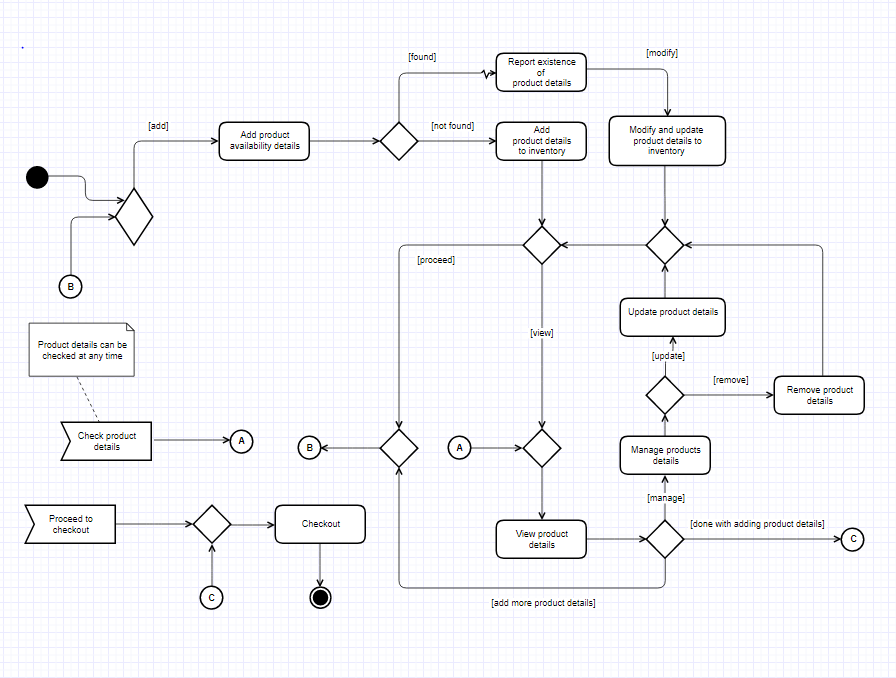 [found]
[modify]
Report existence
of
product details
[add]
Add product
availability details
[not found]
Add
product details
to inventory
Modify and update
product details to
inventory
B
[proceed]
Product details can be
checked at any time
[view]
Update product details
[update]
[remove]
Remove product
details
Check product
details
A
B
A
Manage products
details
[manage]
Proceed to
checkout
Checkout
View product
details
[done with adding product details]
C
C
[add more product details]